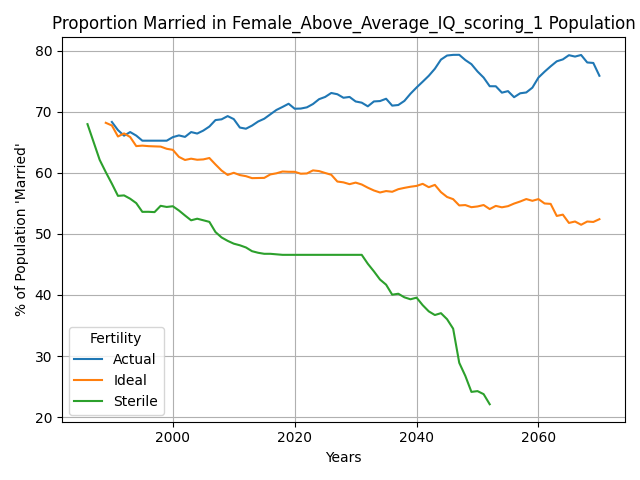 Proportion Married in Female_Above_Average_IQ_scoring_1 Population
% of Population 'Married'
80
70
60
50
40
30
20
Fertility
Actual
Ideal
Sterile
2000
2020
2040
2060
Years